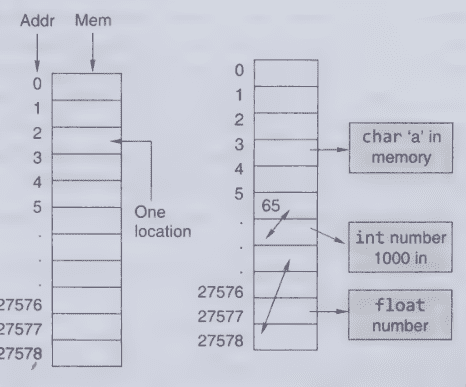 Addr
Mem
0
1
2
3
4
5
.
.
.
27576
27577
27578
One
location
0
1
2
3
4
5
65
.
.
.
27576
27577
27578
char 'a' in
memory
int number
1000 in
float
number